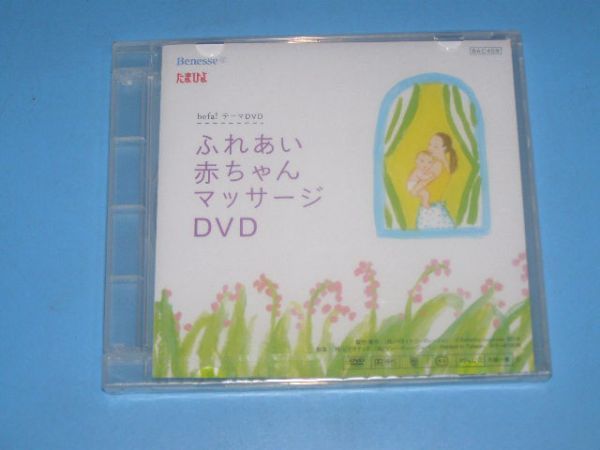 Benesse
たまひよ
befa! テーマDVD
ふれあい
赤ちゃん
マッサージ
DVD